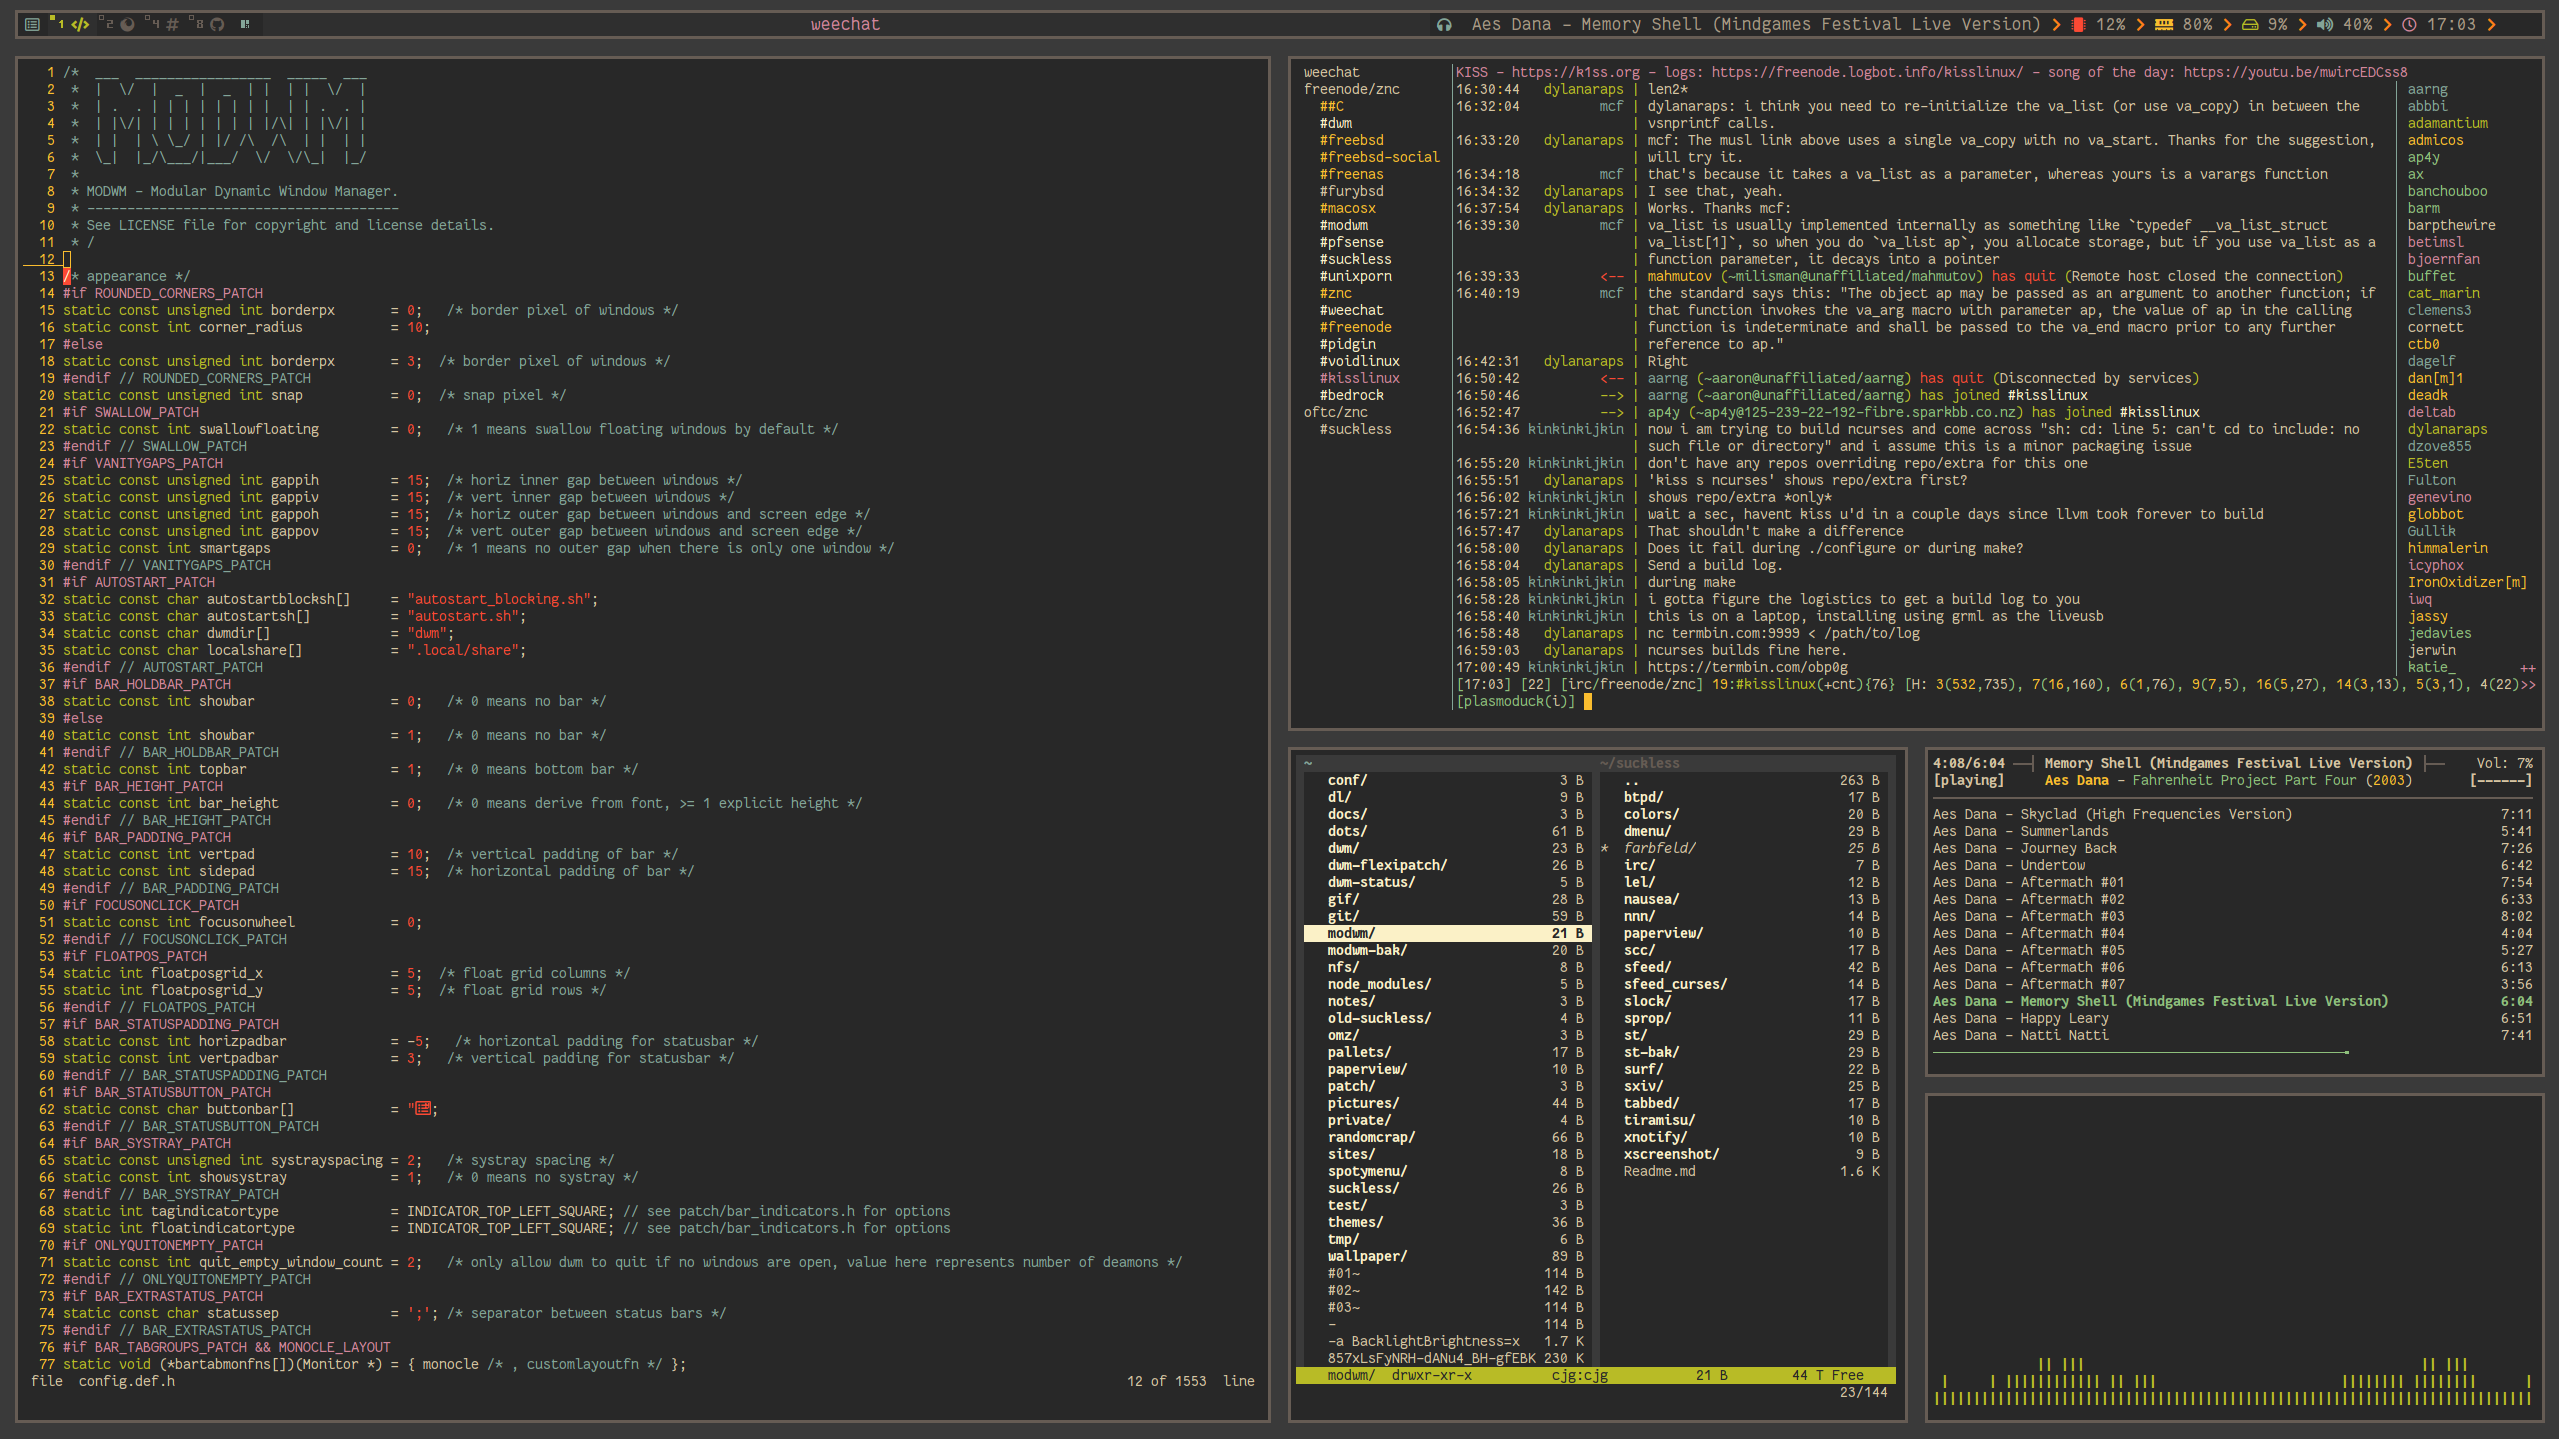 1 2 4 8
weechat
Aes Dana – Memory Shell (Mindgames Festival Live Version) 12% 80% 9% 40% 17:03
1 /*
2 *
3 *
4 *
5 *
6 *
7 *
8 * MODWM – Modular Dynamic Window Manager.
9 * ---------------------------------------
10 * See LICENSE file for copyright and license details.
11 * /
12
13 /* appearance */
14 #if ROUNDED_CORNERS_PATCH
15 static const unsigned int borderpx = 0; /* border pixel of windows */
16 static const int corner_radius = 10;
17 #else
18 static const unsigned int borderpx = 3; /* border pixel of windows */
19 #endif // ROUNDED_CORNERS_PATCH
20 static const unsigned int snap = 0; /* snap pixel */
21 #if SWALLOW_PATCH
22 static const int swallowfloating = 0; /* 1 means swallow floating windows by default */
23 #endif // SWALLOW_PATCH
24 #if VANITYGAPS_PATCH
25 static const unsigned int gappih = 15; /* horiz inner gap between windows */
26 static const unsigned int gappiv = 15; /* vert inner gap between windows */
27 static const unsigned int gappoh = 15; /* horiz outer gap between windows and screen edge */
28 static const unsigned int gappov = 15; /* vert outer gap between windows and screen edge */
29 static const int smartgaps = 0; /* 1 means no outer gap when there is only one window */
30 #endif // VANITYGAPS_PATCH
31 #if AUTOSTART_PATCH
32 static const char autostartblocksh[] = "autostart_blocking.sh";
33 static const char autostartsh[] = "autostart.sh";
34 static const char dwmdir[] = "dwm";
35 static const char localshare[] = ".local/share";
36 #endif // AUTOSTART_PATCH
37 #if BAR_HOLDBAR_PATCH
38 static const int showbar = 0; /* 0 means no bar */
39 #else
40 static const int showbar = 1; /* 0 means no bar */
41 #endif // BAR_HOLDBAR_PATCH
42 static const int topbar = 1; /* 0 means bottom bar */
43 #if BAR_HEIGHT_PATCH
44 static const int bar_height = 0; /* 0 means derive from font, >= 1 explicit height */
45 #endif // BAR_HEIGHT_PATCH
46 #if BAR_PADDING_PATCH
47 static const int vertpad = 10; /* vertical padding of bar */
48 static const int sidepad = 15; /* horizontal padding of bar */
49 #endif // BAR_PADDING_PATCH
50 #if FOCUSONCLICK_PATCH
51 static const int focusonwheel = 0;
52 #endif // FOCUSONCLICK_PATCH
53 #if FLOATPOS_PATCH
54 static int floatposgrid_x = 5; /* float grid columns */
55 static int floatposgrid_y = 5; /* float grid rows */
56 #endif // FLOATPOS_PATCH
57 #if BAR_STATUSPADDING_PATCH
58 static const int horizpadbar = -5; /* horizontal padding for statusbar */
59 static const int vertpadbar = 3; /* vertical padding for statusbar */
60 #endif // BAR_STATUSPADDING_PATCH
61 #if BAR_STATUSBUTTON_PATCH
62 static const char buttonbar[] = ";
63 #endif // BAR_STATUSBUTTON_PATCH
64 #if BAR_SYSTRAY_PATCH
65 static const unsigned int systrayspacing = 2; /* systray spacing */
66 static const int showsystray = 1; /* 0 means no systray */
67 #endif // BAR_SYSTRAY_PATCH
68 static int tagindicatortype = INDICATOR_TOP_LEFT_SQUARE; // see patch/bar_indicators.h for options
69 static int floatindicatortype = INDICATOR_TOP_LEFT_SQUARE; // see patch/bar_indicators.h for options
70 #if ONLYQUITONEMPTY_PATCH
71 static const int quit_empty_window_count = 2; /* only allow dwm to quit if no windows are open, value here represents number of deamons */
72 #endif // ONLYQUITONEMPTY_PATCH
73 #if BAR_EXTRASTATUS_PATCH
74 static const char statussep = ';'; /* separator between status bars */
75 #endif // BAR_EXTRASTATUS_PATCH
76 #if BAR_TABGROUPS_PATCH && MONOCLE_LAYOUT
77 static void (*bartabmonfns[])(Monitor *) = { monocle /* , customlayoutfn */ };
file config.def.h 12 of 1553 line
weechat
freenode/znc
##C
#dwm
#freebsd
#freebsd-social
#freenas
#furybsd
#macosx
#modwm
#pfsense
#suckless
#unixporn
#znc
#weechat
#freenode
#pidgin
#voidlinux
#kisslinux
#bedrock
oftc/znc
#suckless
KISS – https://k1ss.org – logs: https://freenode.logbot.info/kisslinux/ – song of the day: https://youtu.be/mwircEDCss8
16:30:44 dylanaraps | len2*
16:32:04 mcf | dylanaraps: i think you need to re-initialize the va_list (or use va_copy) in between the
| vsnprintf calls.
16:33:20 dylanaraps | mcf: The musl link above uses a single va_copy with no va_start. Thanks for the suggestion,
| will try it.
16:34:18 mcf | that's because it takes a va_list as a parameter, whereas yours is a varargs function
16:34:32 dylanaraps | I see that, yeah.
16:37:54 dylanaraps | Works. Thanks mcf:
16:39:30 mcf | va_list is usually implemented internally as something like `typedef __va_list_struct
| va_list[1]`, so when you do `va_list ap`, you allocate storage, but if you use va_list as a
| function parameter, it decays into a pointer
16:39:33 <-- | mahmutov (~milisman@unaffiliated/mahmutov) has quit (Remote host closed the connection)
16:40:19 mcf | the standard says this: "The object ap may be passed as an argument to another function; if
| that function invokes the va_arg macro with parameter ap, the value of ap in the calling
| function is indeterminate and shall be passed to the va_end macro prior to any further
| reference to ap."
16:42:31 dylanaraps | Right
16:50:42 <-- | aarng (~aaron@unaffiliated/aarng) has quit (Disconnected by services)
16:50:46 --> | aarng (~aaron@unaffiliated/aarng) has joined #kisslinux
16:52:47 --> | ap4y (~ap4y@125-239-22-192-fibre.sparkbb.co.nz) has joined #kisslinux
16:54:36 kinkinkijkin | now i am trying to build ncurses and come across "sh: cd: line 5: can't cd to include: no
| such file or directory" and i assume this is a minor packaging issue
16:55:20 kinkinkijkin | don't have any repos overriding repo/extra for this one
16:55:51 dylanaraps | 'kiss s ncurses' shows repo/extra first?
16:56:02 kinkinkijkin | shows repo/extra *only*
16:57:21 kinkinkijkin | wait a sec, havent kiss u'd in a couple days since llvm took forever to build
16:57:47 dylanaraps | That shouldn't make a difference
16:58:00 dylanaraps | Does it fail during ./configure or during make?
16:58:04 dylanaraps | Send a build log.
16:58:05 kinkinkijkin | during make
16:58:28 kinkinkijkin | i gotta figure the logistics to get a build log to you
16:58:40 kinkinkijkin | this is on a laptop, installing using grml as the liveusb
16:58:48 dylanaraps | nc termbin.com:9999 < /path/to/log
16:59:03 dylanaraps | ncurses builds fine here.
17:00:49 kinkinkijkin | https://termbin.com/obp0g
[17:03] [22] [irc/freenode/znc] 19:#kisslinux(+cnt){76} [H: 3(532,735), 7(16,160), 6(1,76), 9(7,5), 16(5,27), 14(3,13), 5(3,1), 4(22)>>
[plasmoduck(i)]
aarng
abbbi
adamantium
admicos
ap4y
ax
banchouboo
barm
barpthewire
betimsl
bjoernfan
buffet
cat_marin
clemens3
cornett
ctb0
dagelf
dan[m]1
deadk
deltab
dylanaraps
dzove855
E5ten
Fulton
genevino
globbot
Gullik
himmalerin
icyphox
IronOxidizer[m]
iwq
jassy
jedavies
jerwin
katie_ ++
~
conf/ 3 B
dl/ 9 B
docs/ 3 B
dots/ 61 B
dwm/ 23 B
dwm-flexipatch/ 26 B
dwm-status/ 5 B
gif/ 28 B
git/ 59 B
modwm/ 21 B
modwm-bak/ 20 B
nfs/ 8 B
node_modules/ 5 B
notes/ 3 B
old-suckless/ 4 B
omz/ 3 B
pallets/ 17 B
paperview/ 10 B
patch/ 3 B
pictures/ 44 B
private/ 4 B
randomcrap/ 66 B
sites/ 18 B
spotymenu/ 8 B
suckless/ 26 B
test/ 3 B
themes/ 36 B
tmp/ 6 B
wallpaper/ 89 B
#01~ 114 B
#02~ 142 B
#03~ 114 B
- 114 B
-a BacklightBrightness=x 1.7 K
857xLsFyNRH-dANu4_BH-gfEBK 230 K
~/suckless
.. 263 B
btpd/ 17 B
colors/ 20 B
dmenu/ 29 B
* farbfeld/ 25 B
irc/ 7 B
lel/ 12 B
nausea/ 13 B
nnn/ 14 B
paperview/ 10 B
scc/ 17 B
sfeed/ 42 B
sfeed_curses/ 14 B
slock/ 17 B
sprop/ 11 B
st/ 29 B
st-bak/ 29 B
surf/ 22 B
sxiv/ 25 B
tabbed/ 17 B
tiramisu/ 10 B
xnotify/ 10 B
xscreenshot/ 9 B
Readme.md 1.6 K
modwm/ drwxr-xr-x cjg:cjg 21 B 44 T Free
23/144
4:08/6:04 ──┤ Memory Shell (Mindgames Festival Live Version) ├── Vol: 7%
[playing] Aes Dana – Fahrenheit Project Part Four (2003) [------]
Aes Dana – Skyclad (High Frequencies Version) 7:11
Aes Dana – Summerlands 5:41
Aes Dana – Journey Back 7:26
Aes Dana – Undertow 6:42
Aes Dana – Aftermath #01 7:54
Aes Dana – Aftermath #02 6:33
Aes Dana – Aftermath #03 8:02
Aes Dana – Aftermath #04 4:04
Aes Dana – Aftermath #05 5:27
Aes Dana – Aftermath #06 6:13
Aes Dana – Aftermath #07 3:56
Aes Dana – Memory Shell (Mindgames Festival Live Version) 6:04
Aes Dana – Happy Leary 6:51
Aes Dana – Natti Natti 7:41